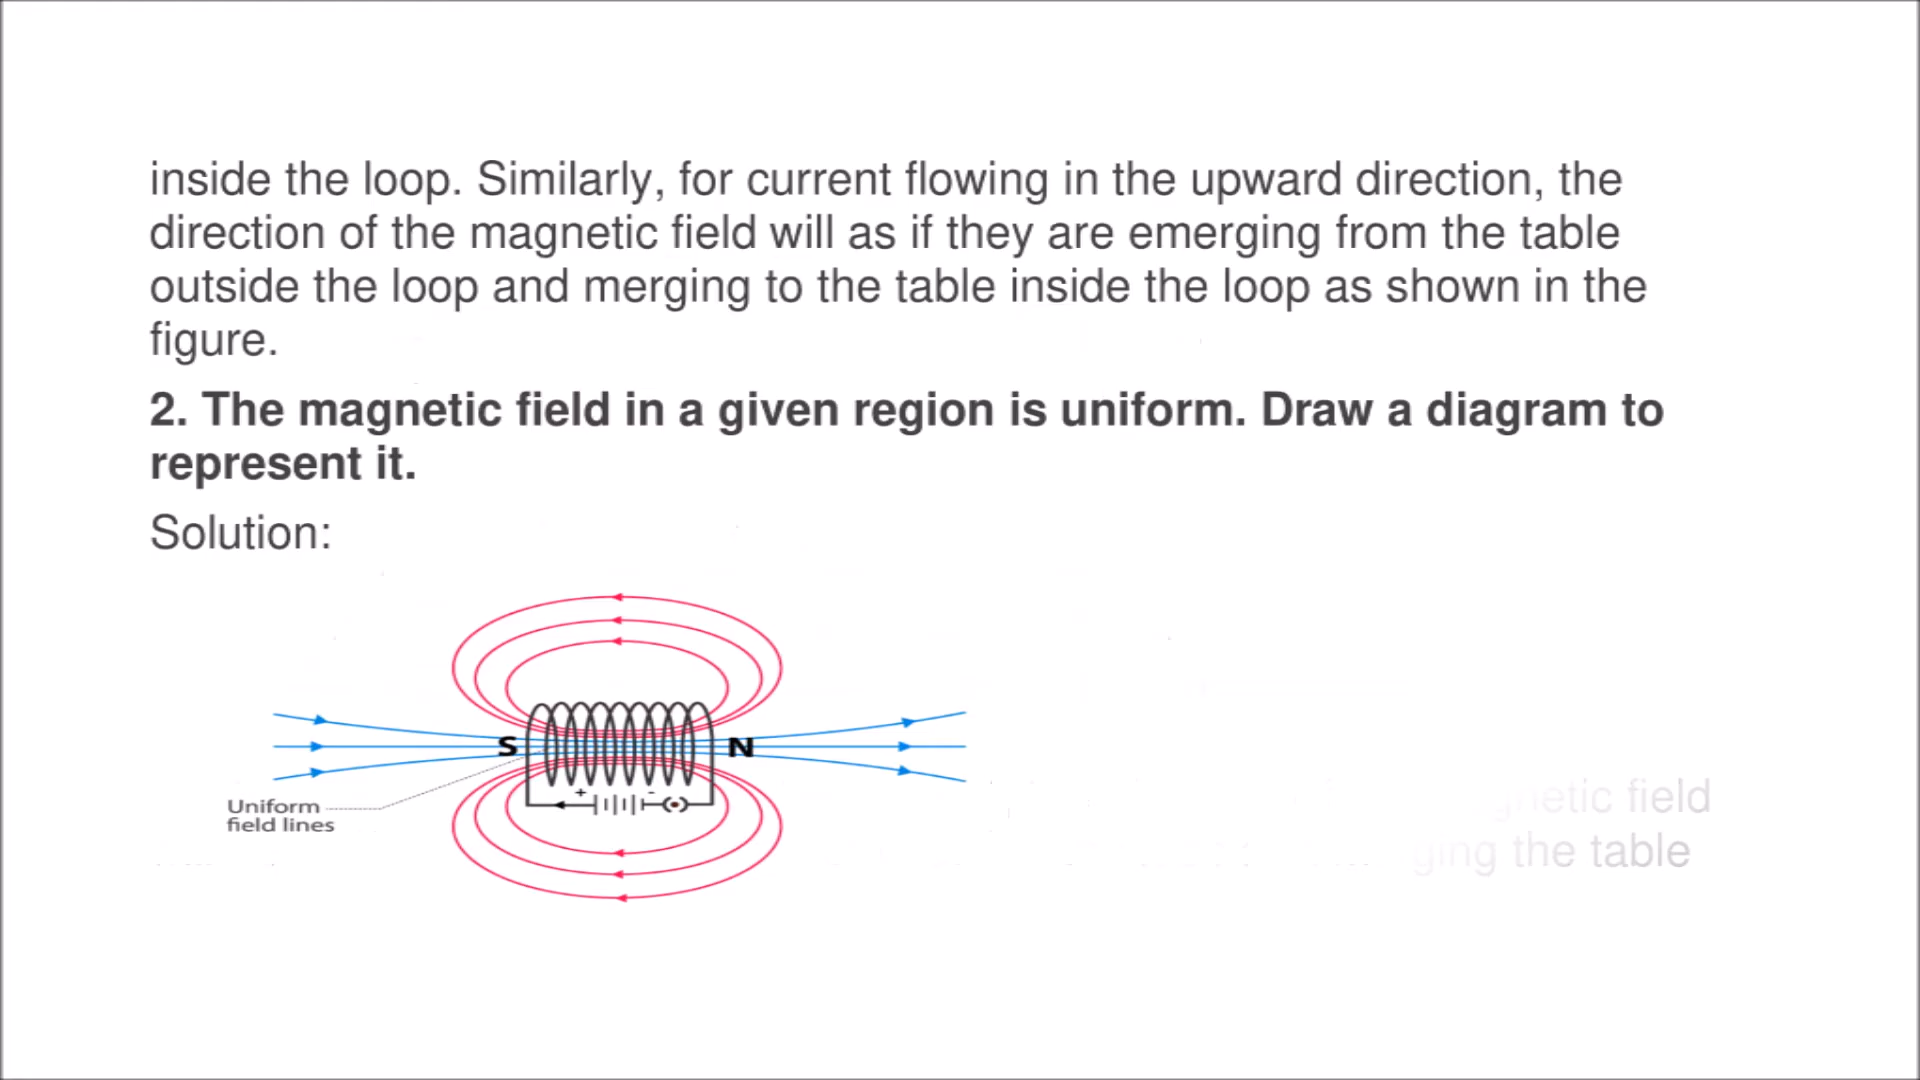 inside the loop. Similarly, for current flowing in the upward direction, the
direction of the magnetic field will as if they are emerging from the table
outside the loop and merging to the table inside the loop as shown in the
figure.
2. The magnetic field in a given region is uniform. Draw a diagram to
represent it.
Solution:
S
N
+
-
Uniform
field lines
field
the table